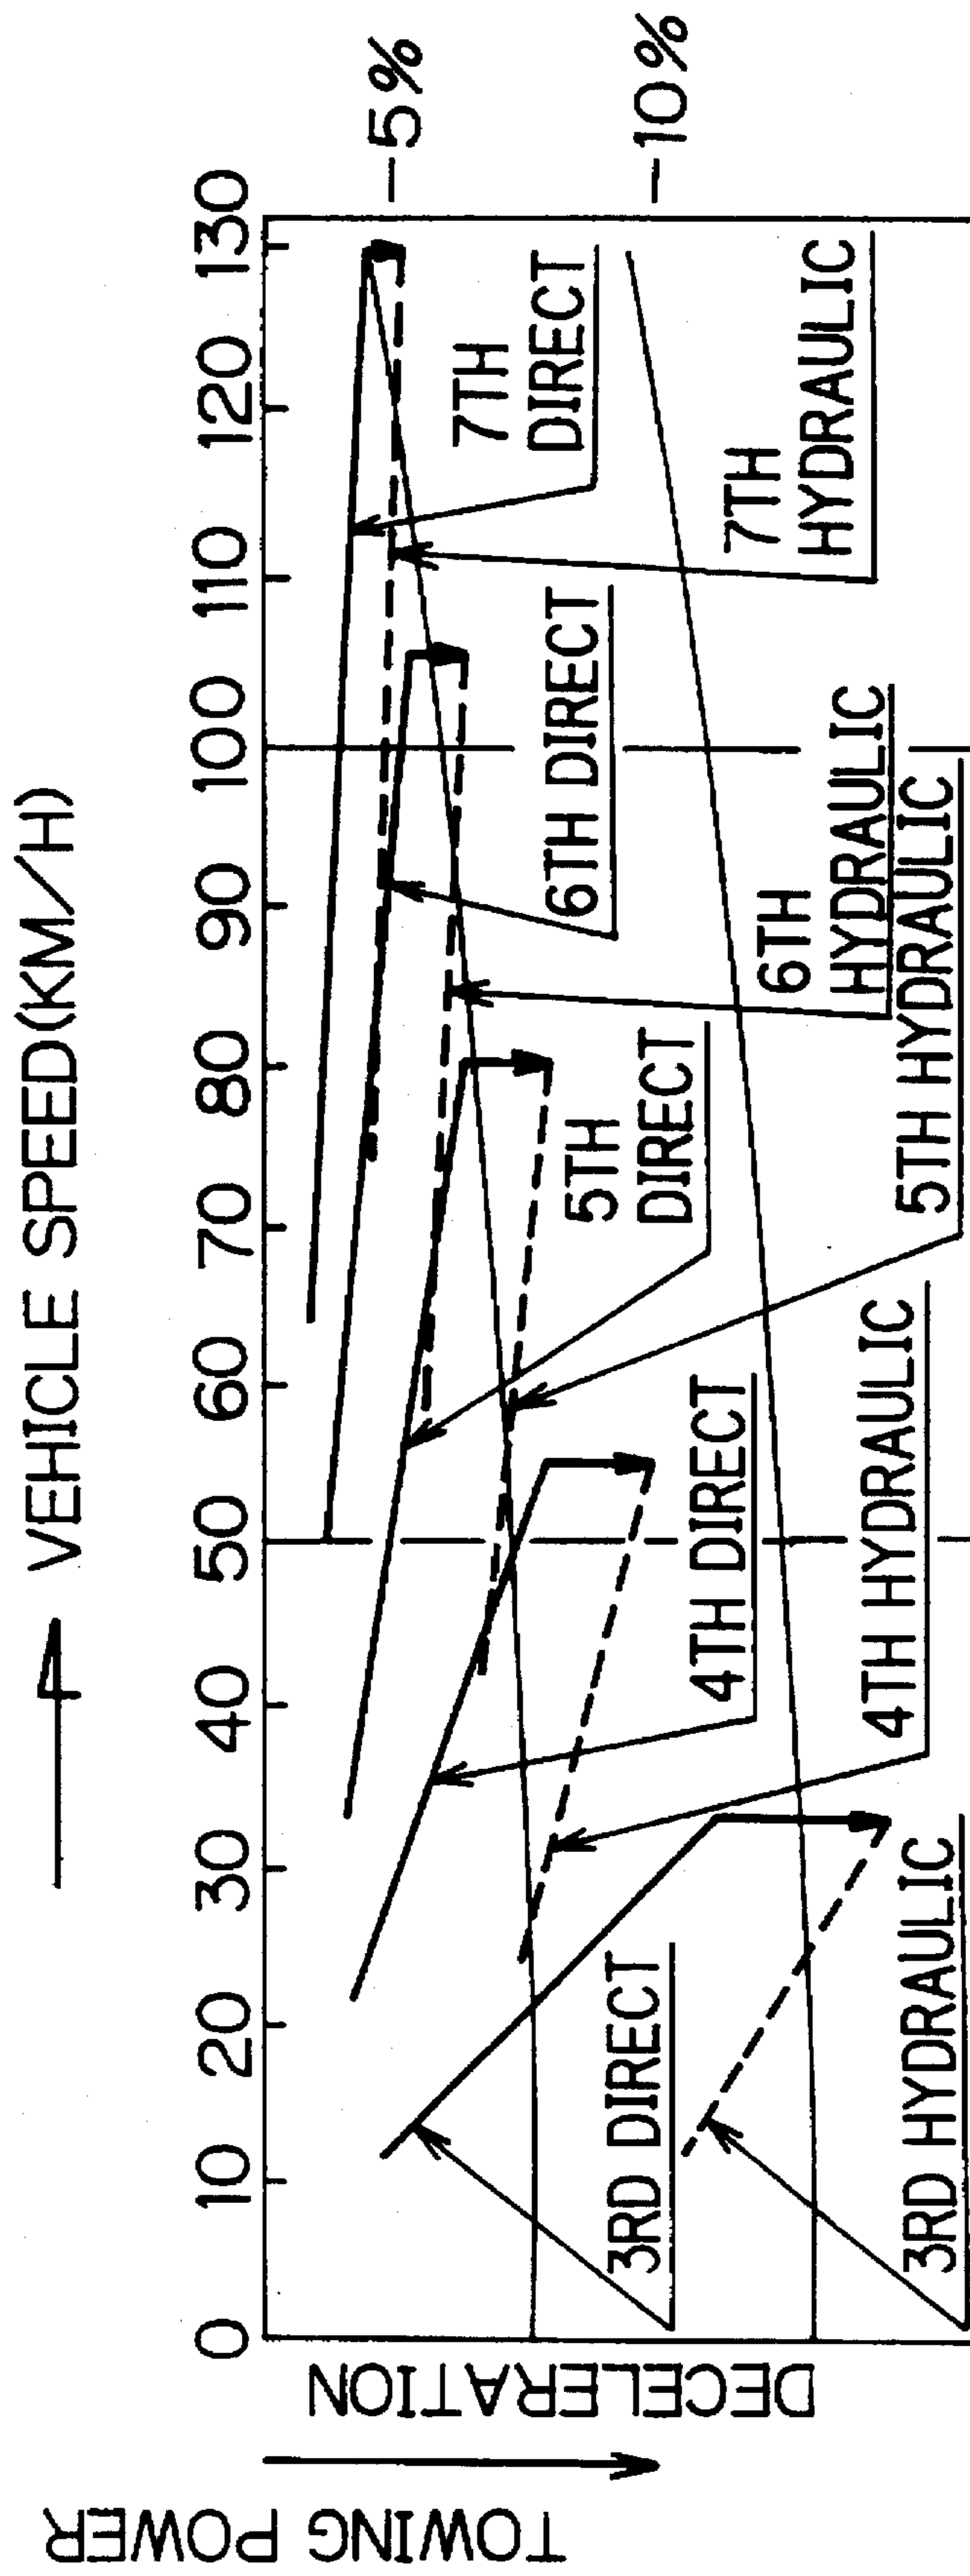 VEHICLE SPEED(KM/H)
0 10 20 30 40 50 60 70 80 90 100 110 120 130
TOWING POWER
DECELERATION
-5%
-10%
7TH
DIRECT
7TH
HYDRAULIC
6TH DIRECT
6TH
HYDRAULIC
5TH
DIRECT
5TH HYDRAULIC
4TH DIRECT
4TH HYDRAULIC
3RD DIRECT
3RD HYDRAULIC